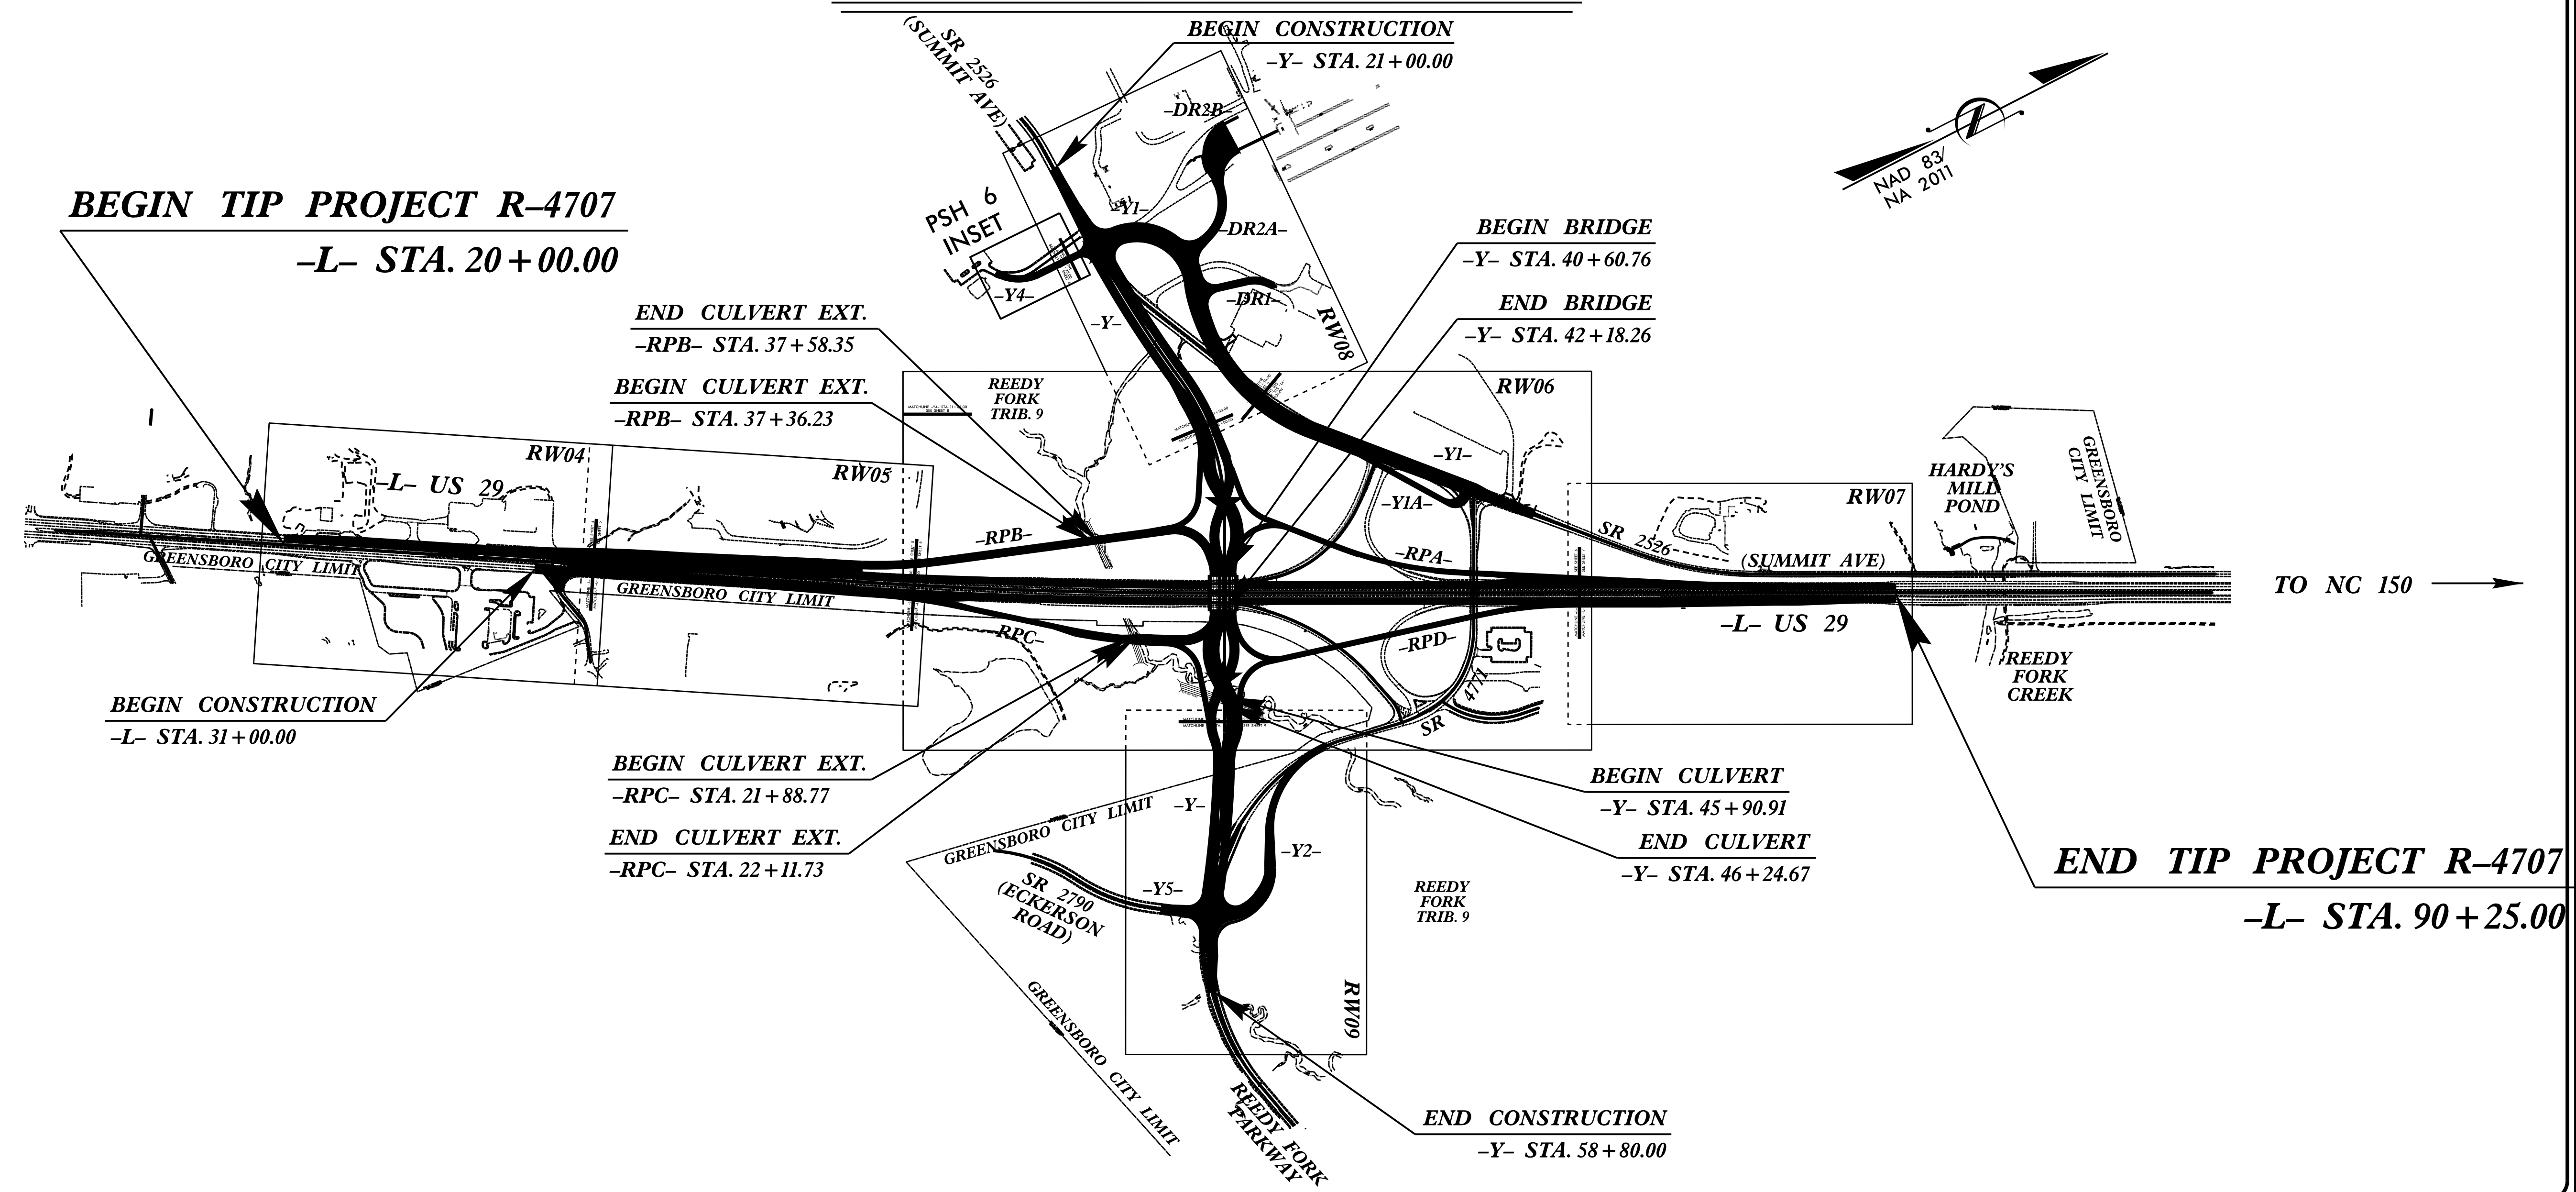 BEGIN CONSTRUCTION
–Y– STA. 21+00.00
SR 2526
(SUMMIT AVE)
–DR2B–
NAD 83/
NA 2011
BEGIN TIP PROJECT R–4707
–L– STA. 20+00.00
PSH 6
INSET
–Y1–
–DR2A–
–Y4–
–DR1–
–Y–
RW08
BEGIN BRIDGE
–Y– STA. 40+60.76
END BRIDGE
–Y– STA. 42+18.26
END CULVERT EXT.
–RPB– STA. 37+58.35
BEGIN CULVERT EXT.
–RPB– STA. 37+36.23
REEDY
FORK
TRIB. 9
RW06
RW04
RW05
–L– US 29
–Y1–
–Y1A–
RW07
HARDY'S
MILL
POND
GREENSBORO
CITY LIMIT
GREENSBORO CITY LIMIT
–RPB–
–RPA–
SR 2526
(SUMMIT AVE)
TO NC 150
GREENSBORO CITY LIMIT
–RPC–
–RPD–
–L– US 29
SR 4771
REEDY
FORK
CREEK
BEGIN CONSTRUCTION
–L– STA. 31+00.00
BEGIN CULVERT EXT.
–RPC– STA. 21+88.77
END CULVERT EXT.
–RPC– STA. 22+11.73
BEGIN CULVERT
–Y– STA. 45+90.91
END CULVERT
–Y– STA. 46+24.67
–Y–
GREENSBORO CITY LIMIT
–Y2–
–Y5–
SR 2790
(ECKERSON
ROAD)
REEDY
FORK
TRIB. 9
END TIP PROJECT R–4707
–L– STA. 90+25.00
GREENSBORO CITY LIMIT
RW09
REEDY FORK
PARKWAY
END CONSTRUCTION
–Y– STA. 58+80.00